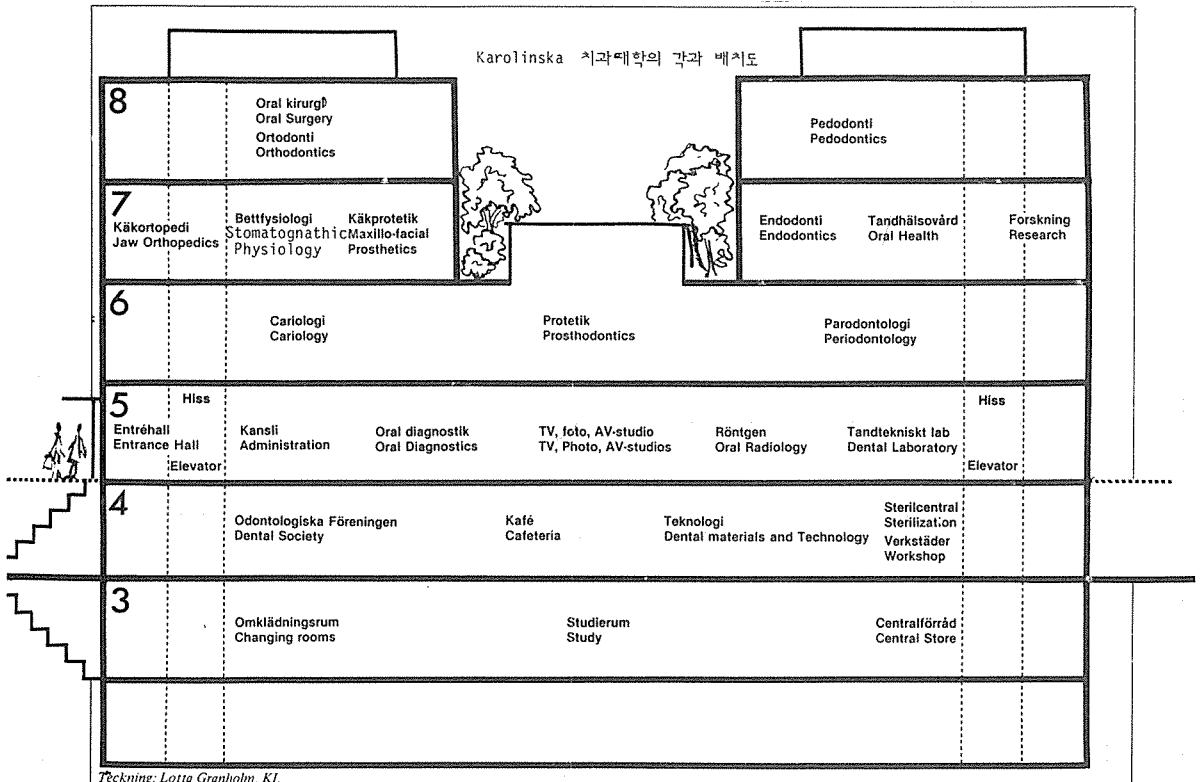 Karolinska 치과대학의 각과 배치도
8
Oral kirurgi
Oral Surgery
Ortodonti
Orthodontics
Pedodonti
Pedodontics
7
Käkortopedi
Jaw Orthopedics
Bettfysiologi
Stomatognathic
Physiology
Käkprotetik
Maxillo-facial
Prosthetics
Endodonti
Endodontics
Tandhälsovård
Oral Health
Forskning
Research
6
Cariologi
Cariology
Protetik
Prosthodontics
Parodontologi
Periodontology
5
Hiss
Entréhall
Entrance Hall
Elevator
Kansli
Administration
Oral diagnostik
Oral Diagnostics
TV, foto, AV-studio
TV, Photo, AV-studios
Röntgen
Oral Radiology
Tandtekniskt lab
Dental Laboratory
Hiss
Elevator
4
Odontologiska Föreningen
Dental Society
Kafé
Cafeteria
Teknologi
Dental materials and Technology
Sterilcentral
Sterilization
Verkstäder
Workshop
3
Omklädningsrum
Changing rooms
Studierum
Study
Centralförråd
Central Store
Teckning: Lotta Granholm, KI.